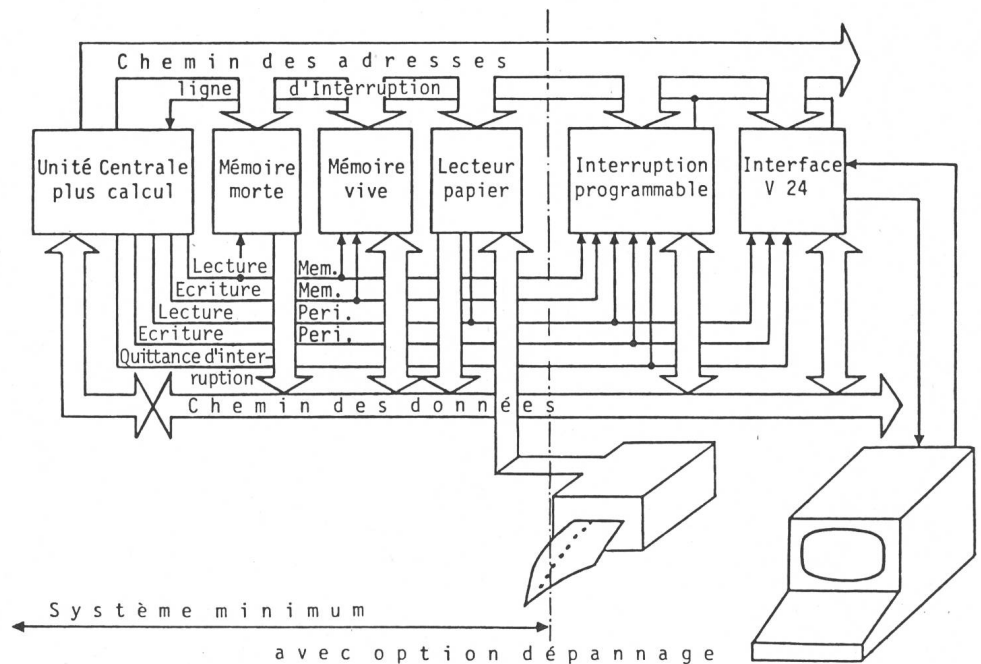 Chemin des adresses
ligne d'Interruption
Unité Centrale
plus calcul
Mémoire
morte
Mémoire
vive
Lecteur
papier
Interruption
programmable
Interface
V 24
Lecture Mem.
Ecriture Mem.
Lecture Peri.
Ecriture Peri.
Quittance d'inter-
ruption
Chemin des données
Système minimum
avec option dépannage